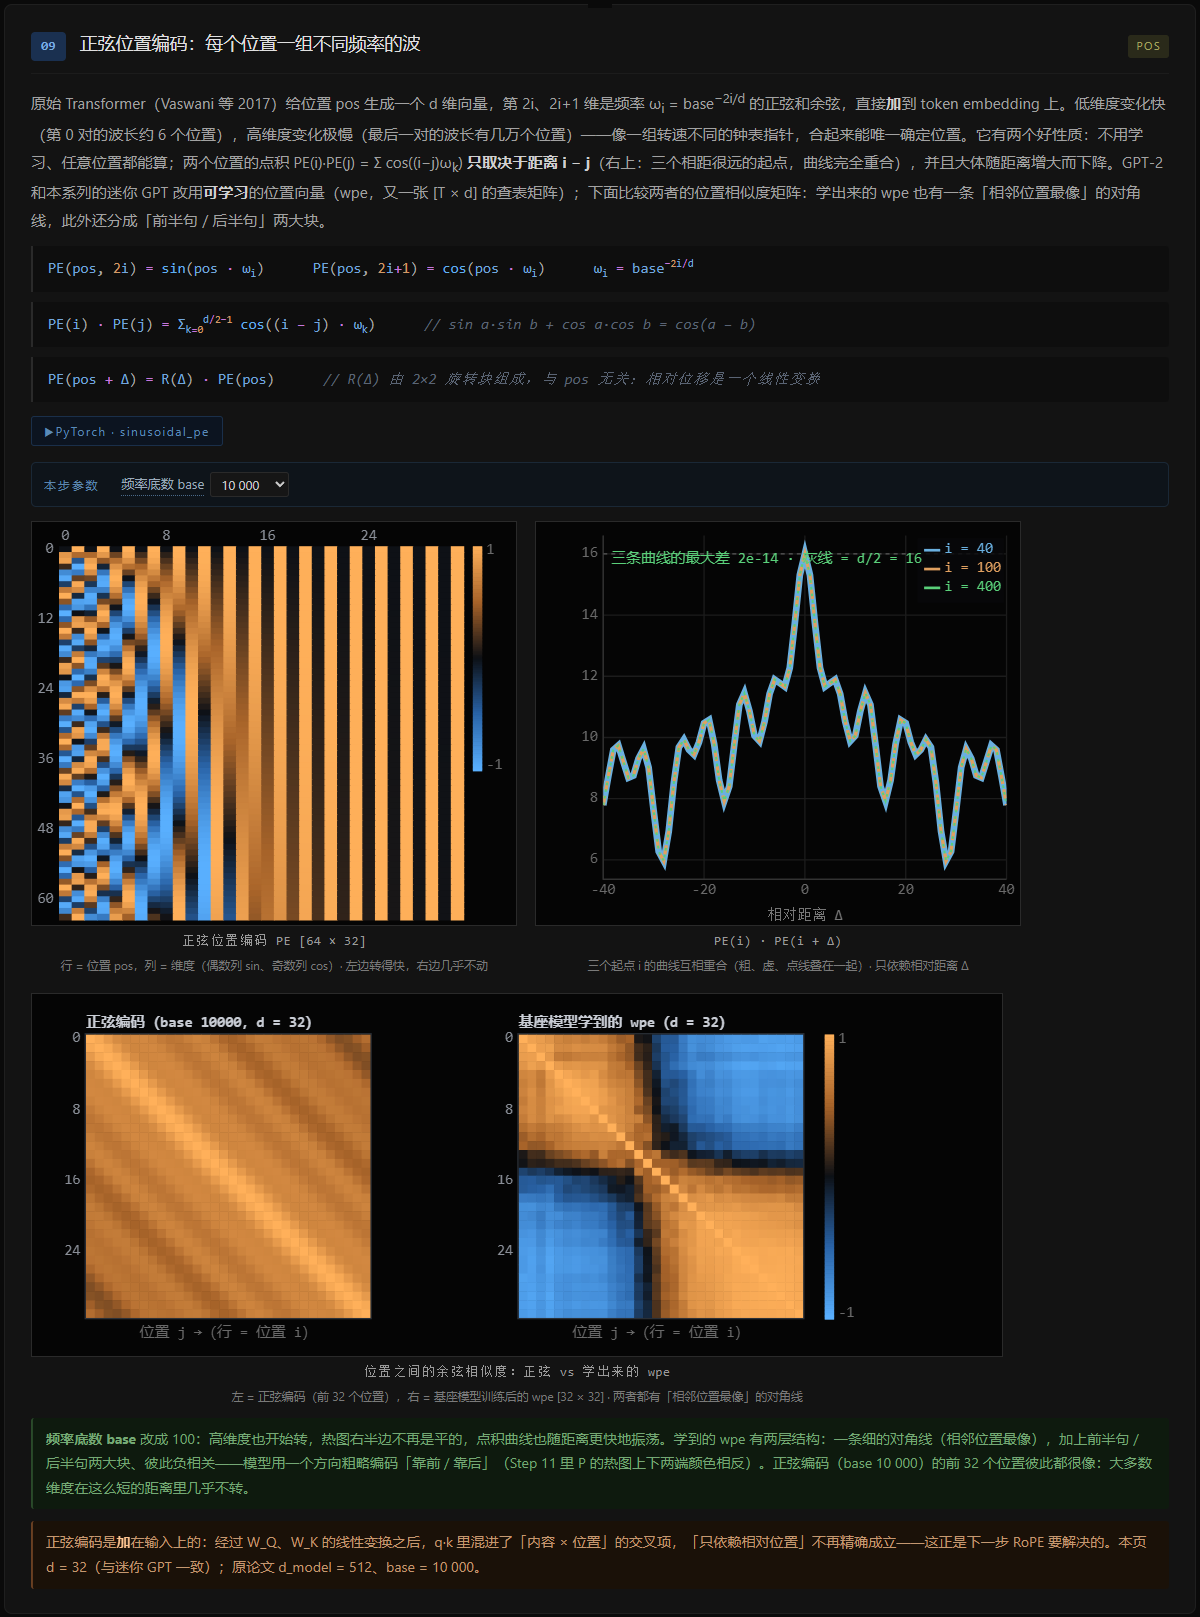 09 正弦位置编码：每个位置一组不同频率的波 POS
原始 Transformer（Vaswani 等 2017）给位置 pos 生成一个 d 维向量，第 2i、2i+1 维是频率 ωi = base−2i/d 的正弦和余弦，直接加到 token embedding 上。低维度变化快
（第 0 对的波长约 6 个位置），高维度变化极慢（最后一对的波长有几万个位置）——像一组转速不同的钟表指针，合起来能唯一确定位置。它有两个好性质：不用学
习、任意位置都能算；两个位置的点积 PE(i)·PE(j) = Σ cos((i−j)ωk) 只取决于距离 i − j（右上：三个相距很远的起点，曲线完全重合），并且大体随距离增大而下降。GPT-2
和本系列的迷你 GPT 改用可学习的位置向量（wpe，又一张 [T × d] 的查表矩阵）；下面比较两者的位置相似度矩阵：学出来的 wpe 也有一条「相邻位置最像」的对角
线，此外还分成「前半句 / 后半句」两大块。
PE(pos, 2i) = sin(pos · ωi) PE(pos, 2i+1) = cos(pos · ωi) ωi = base−2i/d
PE(i) · PE(j) = Σk=0d/2−1 cos((i − j) · ωk) // sin a·sin b + cos a·cos b = cos(a − b)
PE(pos + Δ) = R(Δ) · PE(pos) // R(Δ) 由 2×2 旋转块组成，与 pos 无关：相对位移是一个线性变换
▶PyTorch · sinusoidal_pe
本步参数 频率底数 base 10 000
0 8 16 24
0
12
24
36
48
60
1
-1
正弦位置编码 PE [64 × 32]
行 = 位置 pos，列 = 维度（偶数列 sin、奇数列 cos）· 左边转得快，右边几乎不动
三条曲线的最大差 2e-14 · 灰线 = d/2 = 16
i = 40
i = 100
i = 400
16
14
12
10
8
6
-40 -20 0 20 40
相对距离 Δ
PE(i) · PE(i + Δ)
三个起点 i 的曲线互相重合（粗、虚、点线叠在一起）· 只依赖相对距离 Δ
正弦编码 (base 10000, d = 32)
0
8
16
24
位置 j → (行 = 位置 i)
基座模型学到的 wpe (d = 32)
0
8
16
24
位置 j → (行 = 位置 i)
1
-1
位置之间的余弦相似度：正弦 vs 学出来的 wpe
左 = 正弦编码（前 32 个位置），右 = 基座模型训练后的 wpe [32 × 32] · 两者都有「相邻位置最像」的对角线
频率底数 base 改成 100：高维度也开始转，热图右半边不再是平的，点积曲线也随距离更快地振荡。学到的 wpe 有两层结构：一条细的对角线（相邻位置最像），加上前半句 /
后半句两大块、彼此负相关——模型用一个方向粗略编码「靠前 / 靠后」（Step 11 里 P 的热图上下两端颜色相反）。正弦编码（base 10 000）的前 32 个位置彼此都很像：大多数
维度在这么短的距离里几乎不转。
正弦编码是加在输入上的：经过 W_Q、W_K 的线性变换之后，q·k 里混进了「内容 × 位置」的交叉项，「只依赖相对位置」不再精确成立——这正是下一步 RoPE 要解决的。本页
d = 32（与迷你 GPT 一致）；原论文 d_model = 512、base = 10 000。